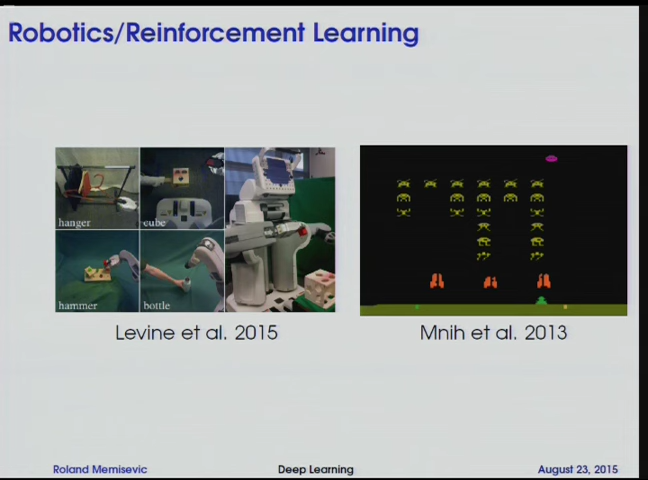 Robotics/Reinforcement Learning
hanger
cube
hammer
bottle
Levine et al. 2015
Mnih et al. 2013
Roland Memisevic
Deep Learning
August 23, 2015